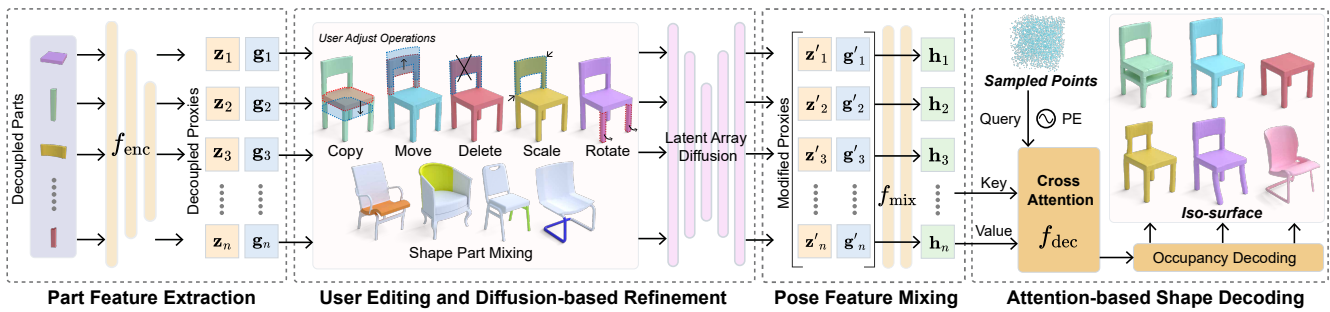 Decoupled Parts
f_enc
Decoupled Proxies
z_1 g_1
z_2 g_2
z_3 g_3
z_n g_n
Part Feature Extraction
User Adjust Operations
Copy Move Delete Scale Rotate
Shape Part Mixing
Latent Array
Diffusion
User Editing and Diffusion-based Refinement
Modified Proxies
z'_1 g'_1
z'_2 g'_2
z'_3 g'_3
z'_n g'_n
f_mix
h_1
h_2
h_3
h_n
Pose Feature Mixing
Sampled Points
Query
PE
Key
Value
Cross
Attention
f_dec
Iso-surface
Occupancy Decoding
Attention-based Shape Decoding